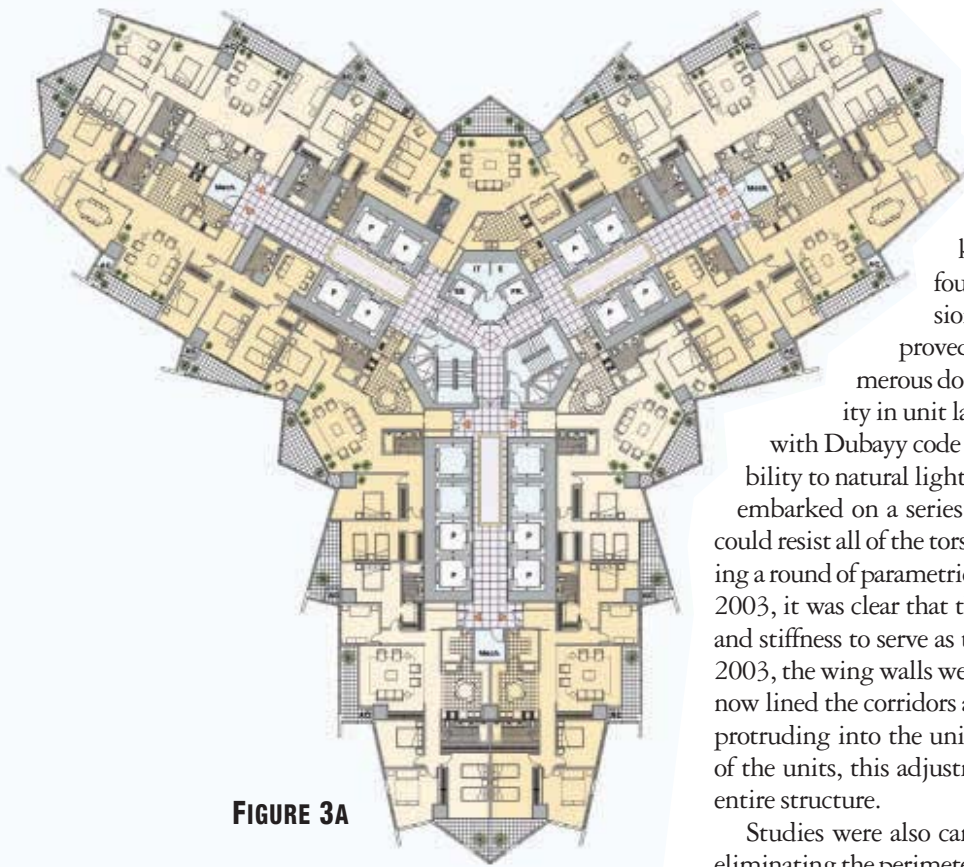 Mech.
Mech.
P
P
P
P
A
A
P
P
IT E
FIGURE 3A
P
P
P
P
Mech.
fou
sion
proved
merous do
ity in unit la
with Dubayy code
bility to natural light
embarked on a series
could resist all of the tors
ing a round of parametric
2003, it was clear that t
and stiffness to serve as t
2003, the wing walls we
now lined the corridors a
protruding into the uni
of the units, this adjustm
entire structure.
Studies were also car
eliminating the perimete